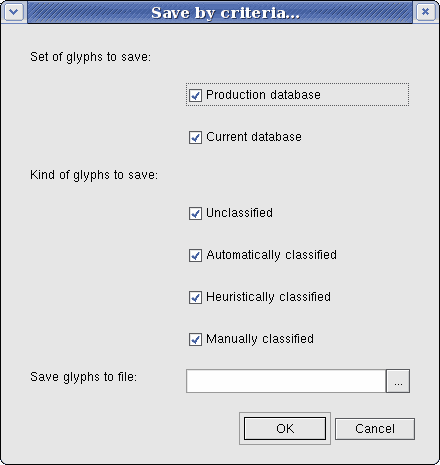 Save by criteria...
Set of glyphs to save:
Production database
Current database
Kind of glyphs to save:
Unclassified
Automatically classified
Heuristically classified
Manually classified
Save glyphs to file:
...
OK Cancel